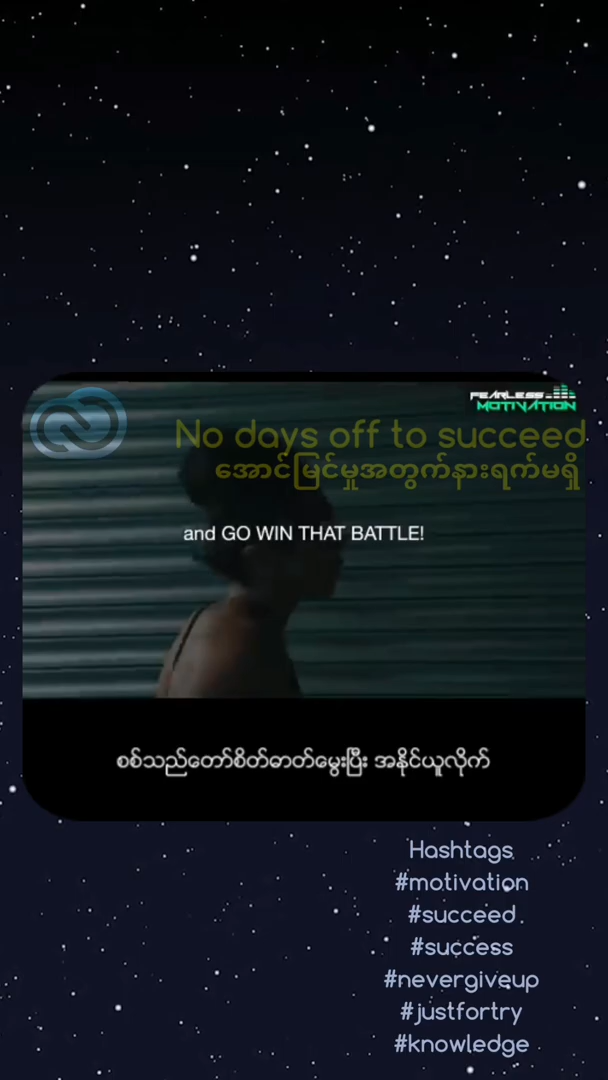 FEARLESS
MOTIVATION
No days off to succeed
အောင်မြင်မှုအတွက်နားရက်မရှိ
and GO WIN THAT BATTLE!
စစ်သည်တော်စိတ်ဓာတ်မွေးပြီး အနိုင်ယူလိုက်
Hashtags
#motivation
#succeed
#success
#nevergiveup
#justfortry
#knowledge